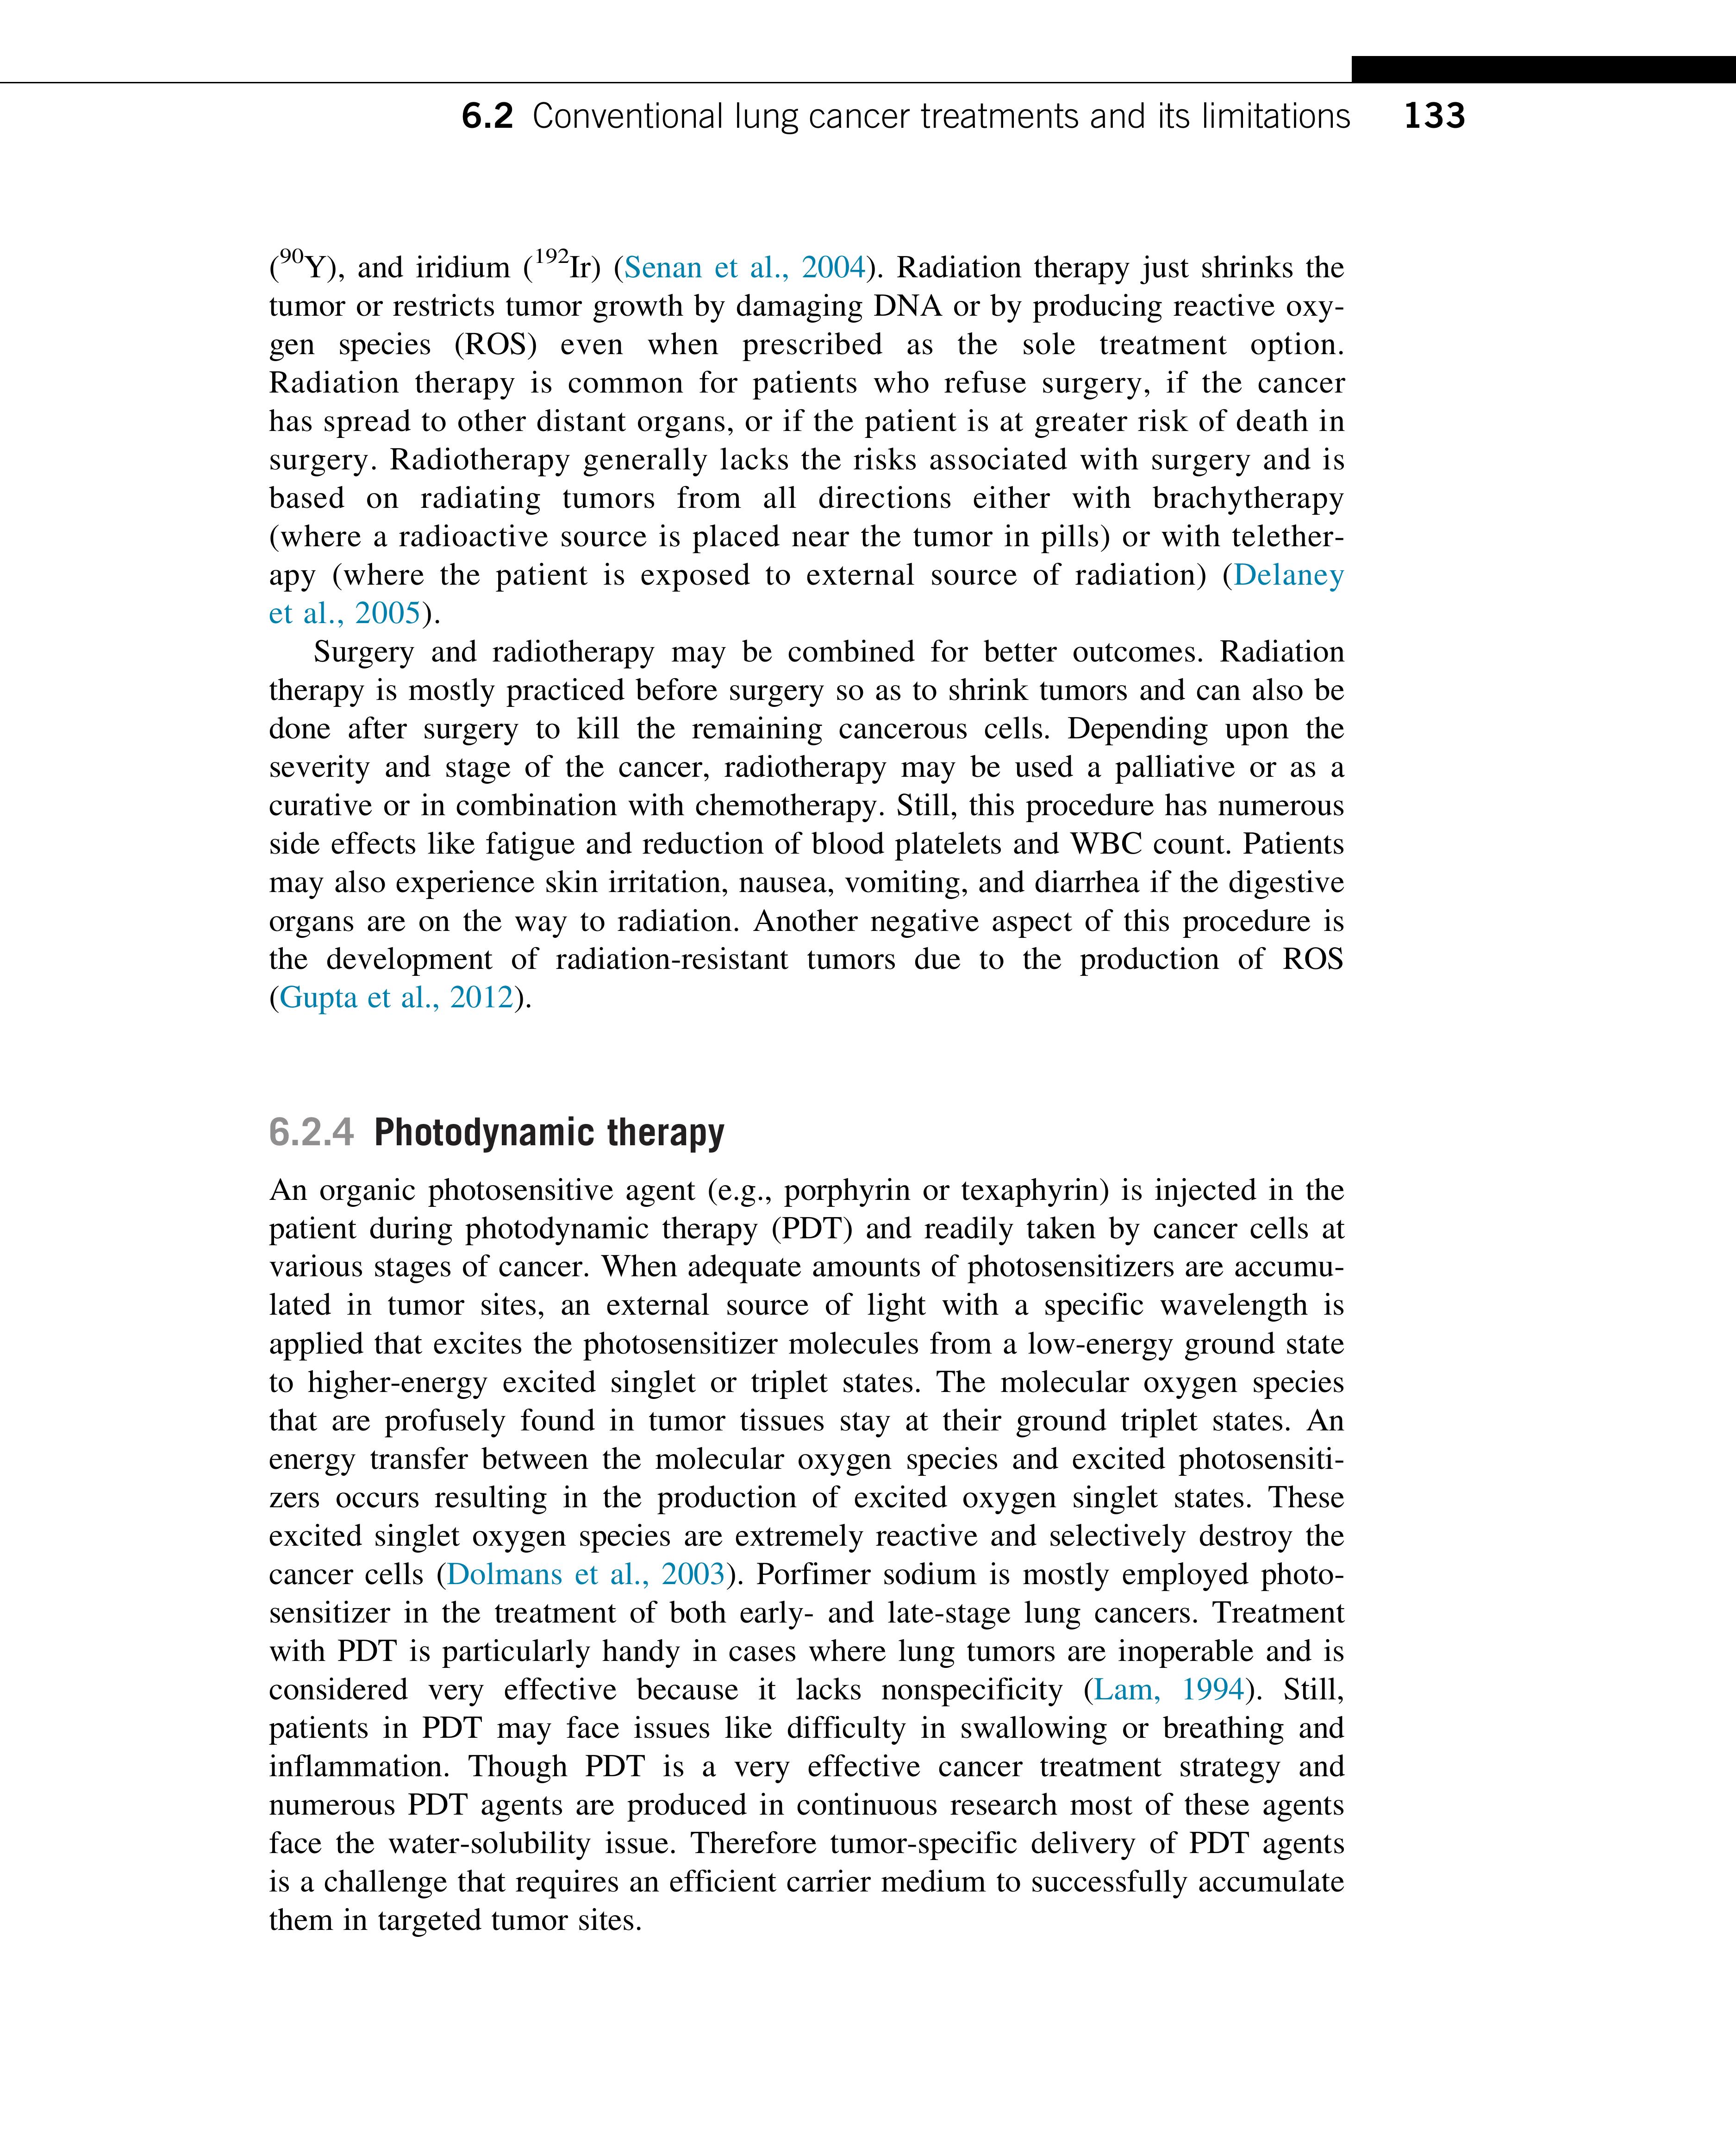 6.2 Conventional lung cancer treatments and its limitations 133
(⁹⁰Y), and iridium (¹⁹²Ir) (Senan et al., 2004). Radiation therapy just shrinks the
tumor or restricts tumor growth by damaging DNA or by producing reactive oxy-
gen species (ROS) even when prescribed as the sole treatment option.
Radiation therapy is common for patients who refuse surgery, if the cancer
has spread to other distant organs, or if the patient is at greater risk of death in
surgery. Radiotherapy generally lacks the risks associated with surgery and is
based on radiating tumors from all directions either with brachytherapy
(where a radioactive source is placed near the tumor in pills) or with telether-
apy (where the patient is exposed to external source of radiation) (Delaney
et al., 2005).
Surgery and radiotherapy may be combined for better outcomes. Radiation
therapy is mostly practiced before surgery so as to shrink tumors and can also be
done after surgery to kill the remaining cancerous cells. Depending upon the
severity and stage of the cancer, radiotherapy may be used a palliative or as a
curative or in combination with chemotherapy. Still, this procedure has numerous
side effects like fatigue and reduction of blood platelets and WBC count. Patients
may also experience skin irritation, nausea, vomiting, and diarrhea if the digestive
organs are on the way to radiation. Another negative aspect of this procedure is
the development of radiation-resistant tumors due to the production of ROS
(Gupta et al., 2012).
6.2.4 Photodynamic therapy
An organic photosensitive agent (e.g., porphyrin or texaphyrin) is injected in the
patient during photodynamic therapy (PDT) and readily taken by cancer cells at
various stages of cancer. When adequate amounts of photosensitizers are accumu-
lated in tumor sites, an external source of light with a specific wavelength is
applied that excites the photosensitizer molecules from a low-energy ground state
to higher-energy excited singlet or triplet states. The molecular oxygen species
that are profusely found in tumor tissues stay at their ground triplet states. An
energy transfer between the molecular oxygen species and excited photosensiti-
zers occurs resulting in the production of excited oxygen singlet states. These
excited singlet oxygen species are extremely reactive and selectively destroy the
cancer cells (Dolmans et al., 2003). Porfimer sodium is mostly employed photo-
sensitizer in the treatment of both early- and late-stage lung cancers. Treatment
with PDT is particularly handy in cases where lung tumors are inoperable and is
considered very effective because it lacks nonspecificity (Lam, 1994). Still,
patients in PDT may face issues like difficulty in swallowing or breathing and
inflammation. Though PDT is a very effective cancer treatment strategy and
numerous PDT agents are produced in continuous research most of these agents
face the water-solubility issue. Therefore tumor-specific delivery of PDT agents
is a challenge that requires an efficient carrier medium to successfully accumulate
them in targeted tumor sites.